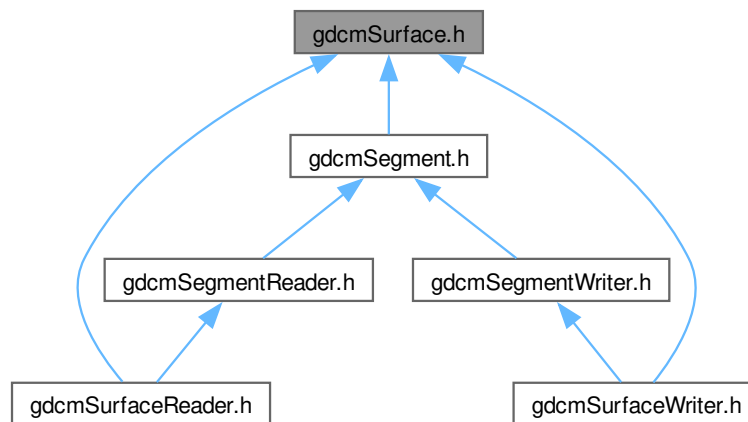 gdcmSurface.h
gdcmSegment.h
gdcmSegmentReader.h
gdcmSegmentWriter.h
gdcmSurfaceReader.h
gdcmSurfaceWriter.h